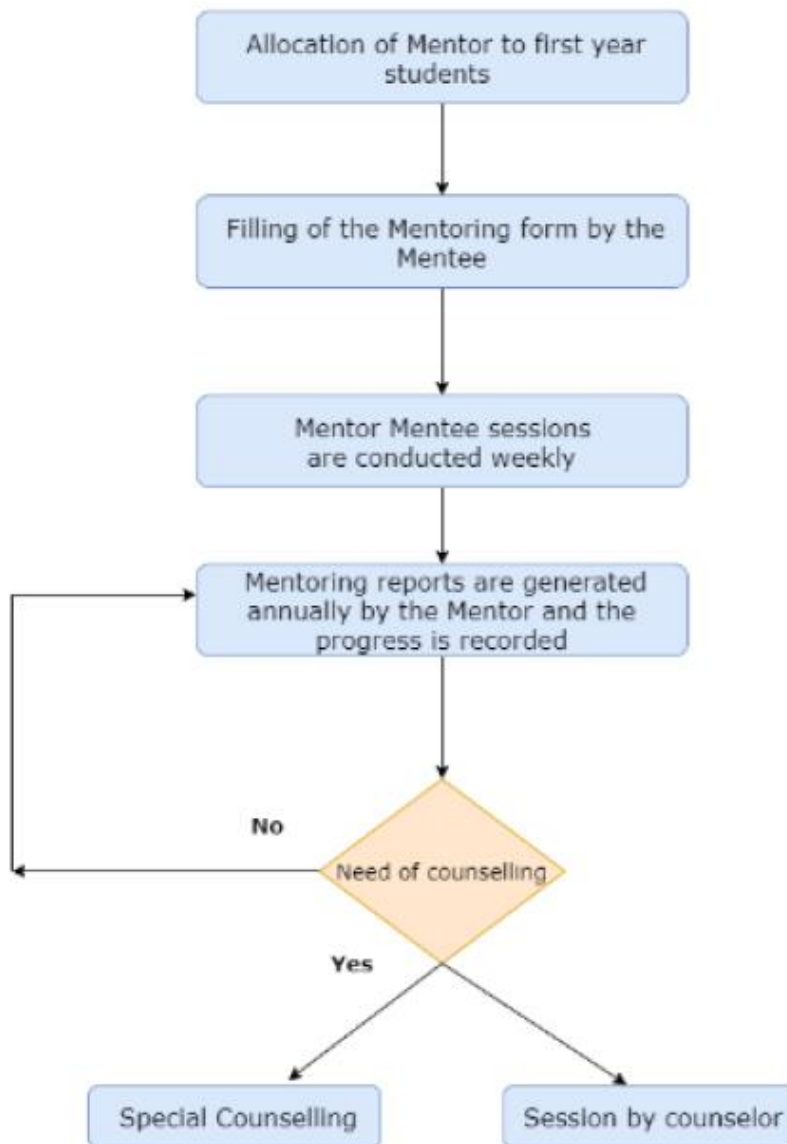 Allocation of Mentor to first year
students
Filling of the Mentoring form by the
Mentee
Mentor Mentee sessions
are conducted weekly
Mentoring reports are generated
annually by the Mentor and the
progress is recorded
No
Need of counselling
Yes
Special Counselling
Session by counselor